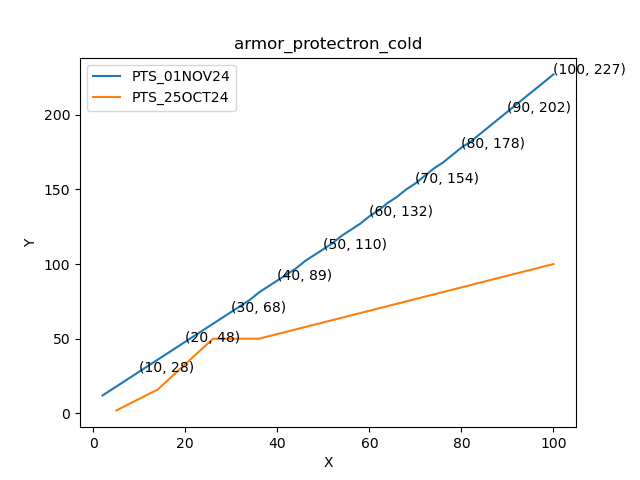 armor_protectron_cold
PTS_01NOV24
PTS_25OCT24
(100, 227)
(90, 202)
(80, 178)
(70, 154)
(60, 132)
(50, 110)
(40, 89)
(30, 68)
(20, 48)
(10, 28)
Y
200
150
100
50
0
0 20 40 60 80 100
X